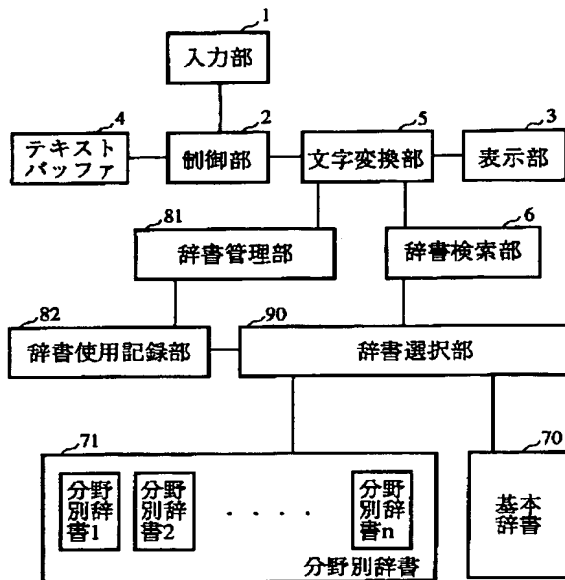 1
入力部
4
テキスト
バッファ
2
制御部
5
文字変換部
3
表示部
81
辞書管理部
6
辞書検索部
82
辞書使用記録部
90
辞書選択部
71
分野
別辞
書1
分野
別辞
書2
. . . .
分野
別辞
書n
分野別辞書
70
基本
辞書